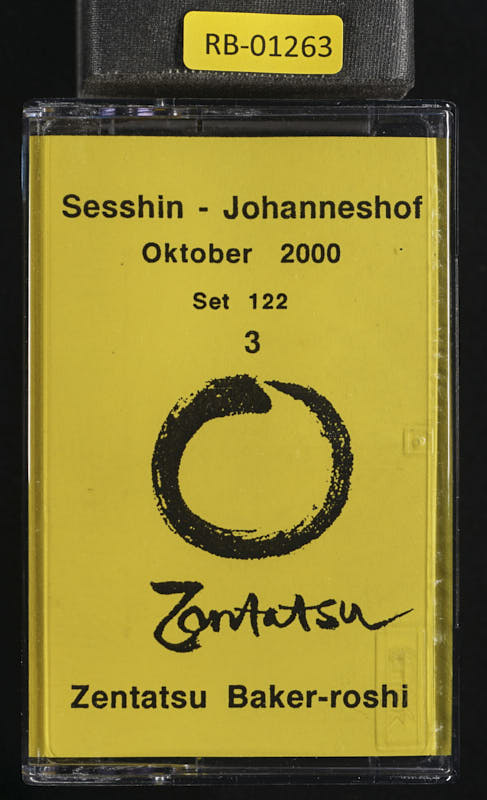 RB-01263
Sesshin - Johanneshof
Oktober 2000
Set 122
3
Zentatsu
Zentatsu Baker-roshi